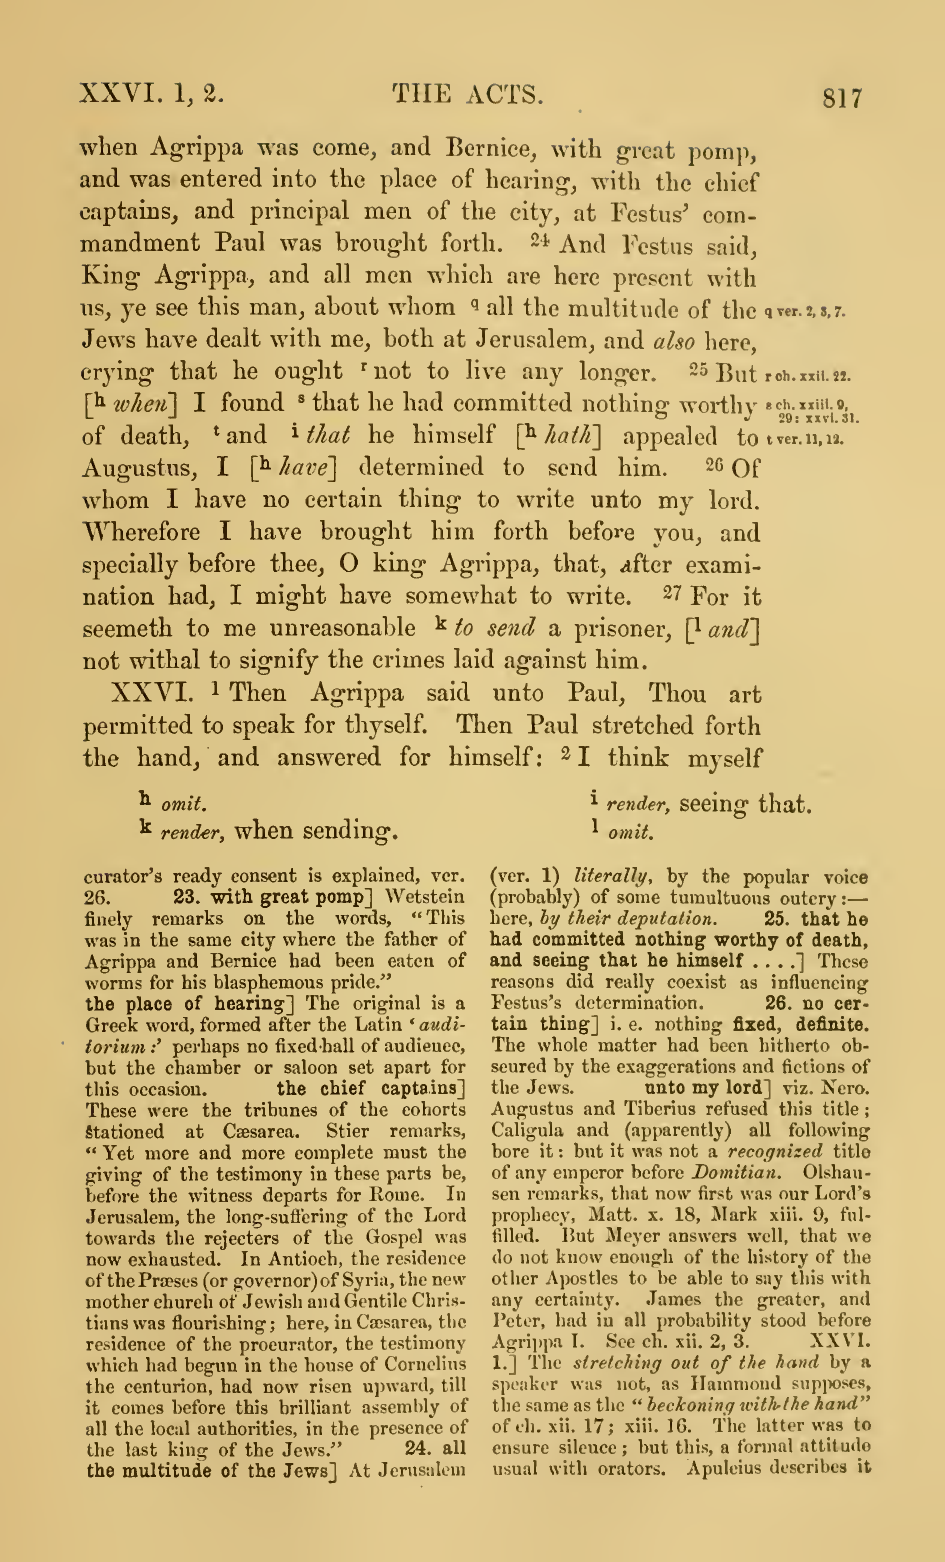 XXVI. 1, 2. THE ACTS. 817
when Agrippa was come, and Bernice, with great pomp,
and was entered into the place of hearing, with the chief
captains, and principal men of the city, at Festus' com-
mandment Paul was brought forth. 24 And Festus said,
King Agrippa, and all men which are here present with
us, ye see this man, about whom q all the multitude of the q ver. 2, 3, 7.
Jews have dealt with me, both at Jerusalem, and also here,
crying that he ought r not to live any longer. 25 But r ch. xxii. 22.
[h when] I found s that he had committed nothing worthy s ch. xxiii. 9,
29: xxvi. 31.
of death, t and i that he himself [h hath] appealed to t ver. 11, 12.
Augustus, I [h have] determined to send him. 26 Of
whom I have no certain thing to write unto my lord.
Wherefore I have brought him forth before you, and
specially before thee, O king Agrippa, that, after exami-
nation had, I might have somewhat to write. 27 For it
seemeth to me unreasonable k to send a prisoner, [l and]
not withal to signify the crimes laid against him.
XXVI. 1 Then Agrippa said unto Paul, Thou art
permitted to speak for thyself. Then Paul stretched forth
the hand, and answered for himself: 2 I think myself
h omit.
i render, seeing that.
k render, when sending.
l omit.
curator's ready consent is explained, ver.
26. 23. with great pomp] Wetstein
finely remarks on the words, "This
was in the same city where the father of
Agrippa and Bernice had been eaten of
worms for his blasphemous pride."
the place of hearing] The original is a
Greek word, formed after the Latin 'audi-
torium:' perhaps no fixed hall of audience,
but the chamber or saloon set apart for
this occasion. the chief captains]
These were the tribunes of the cohorts
stationed at Cæsarea. Stier remarks,
"Yet more and more complete must the
giving of the testimony in these parts be,
before the witness departs for Rome. In
Jerusalem, the long-suffering of the Lord
towards the rejecters of the Gospel was
now exhausted. In Antioch, the residence
of the Præses (or governor) of Syria, the new
mother church of Jewish and Gentile Chris-
tians was flourishing; here, in Cæsarea, the
residence of the procurator, the testimony
which had begun in the house of Cornelius
the centurion, had now risen upward, till
it comes before this brilliant assembly of
all the local authorities, in the presence of
the last king of the Jews." 24. all
the multitude of the Jews] At Jerusalem
(ver. 1) literally, by the popular voice
(probably) of some tumultuous outcry:—
here, by their deputation. 25. that he
had committed nothing worthy of death,
and seeing that he himself . . . .] These
reasons did really coexist as influencing
Festus's determination. 26. no cer-
tain thing] i. e. nothing fixed, definite.
The whole matter had been hitherto ob-
scured by the exaggerations and fictions of
the Jews. unto my lord] viz. Nero.
Augustus and Tiberius refused this title;
Caligula and (apparently) all following
bore it: but it was not a recognized title
of any emperor before Domitian. Olshau-
sen remarks, that now first was our Lord's
prophecy, Matt. x. 18, Mark xiii. 9, ful-
filled. But Meyer answers well, that we
do not know enough of the history of the
other Apostles to be able to say this with
any certainty. James the greater, and
Peter, had in all probability stood before
Agrippa I. See ch. xii. 2, 3. XXVI.
1.] The stretching out of the hand by a
speaker was not, as Hammond supposes,
the same as the "beckoning with the hand"
of ch. xii. 17; xiii. 16. The latter was to
ensure silence; but this, a formal attitude
usual with orators. Apuleius describes it